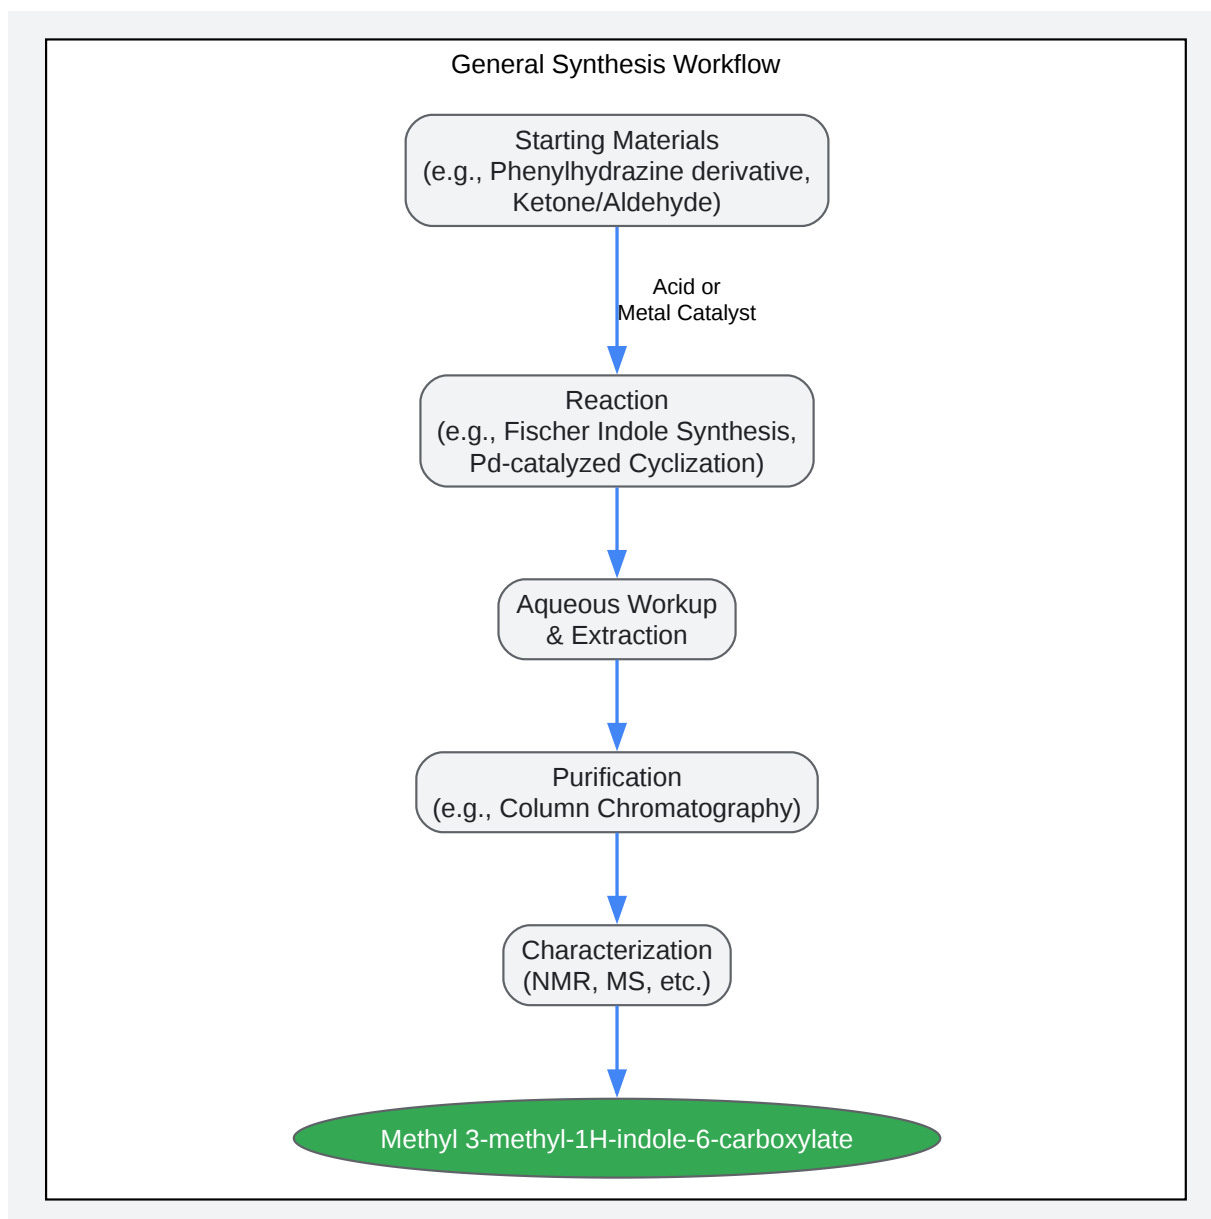 General Synthesis Workflow
Starting Materials
(e.g., Phenylhydrazine derivative,
Ketone/Aldehyde)
Acid or
Metal Catalyst
Reaction
(e.g., Fischer Indole Synthesis,
Pd-catalyzed Cyclization)
Aqueous Workup
& Extraction
Purification
(e.g., Column Chromatography)
Characterization
(NMR, MS, etc.)
Methyl 3-methyl-1H-indole-6-carboxylate